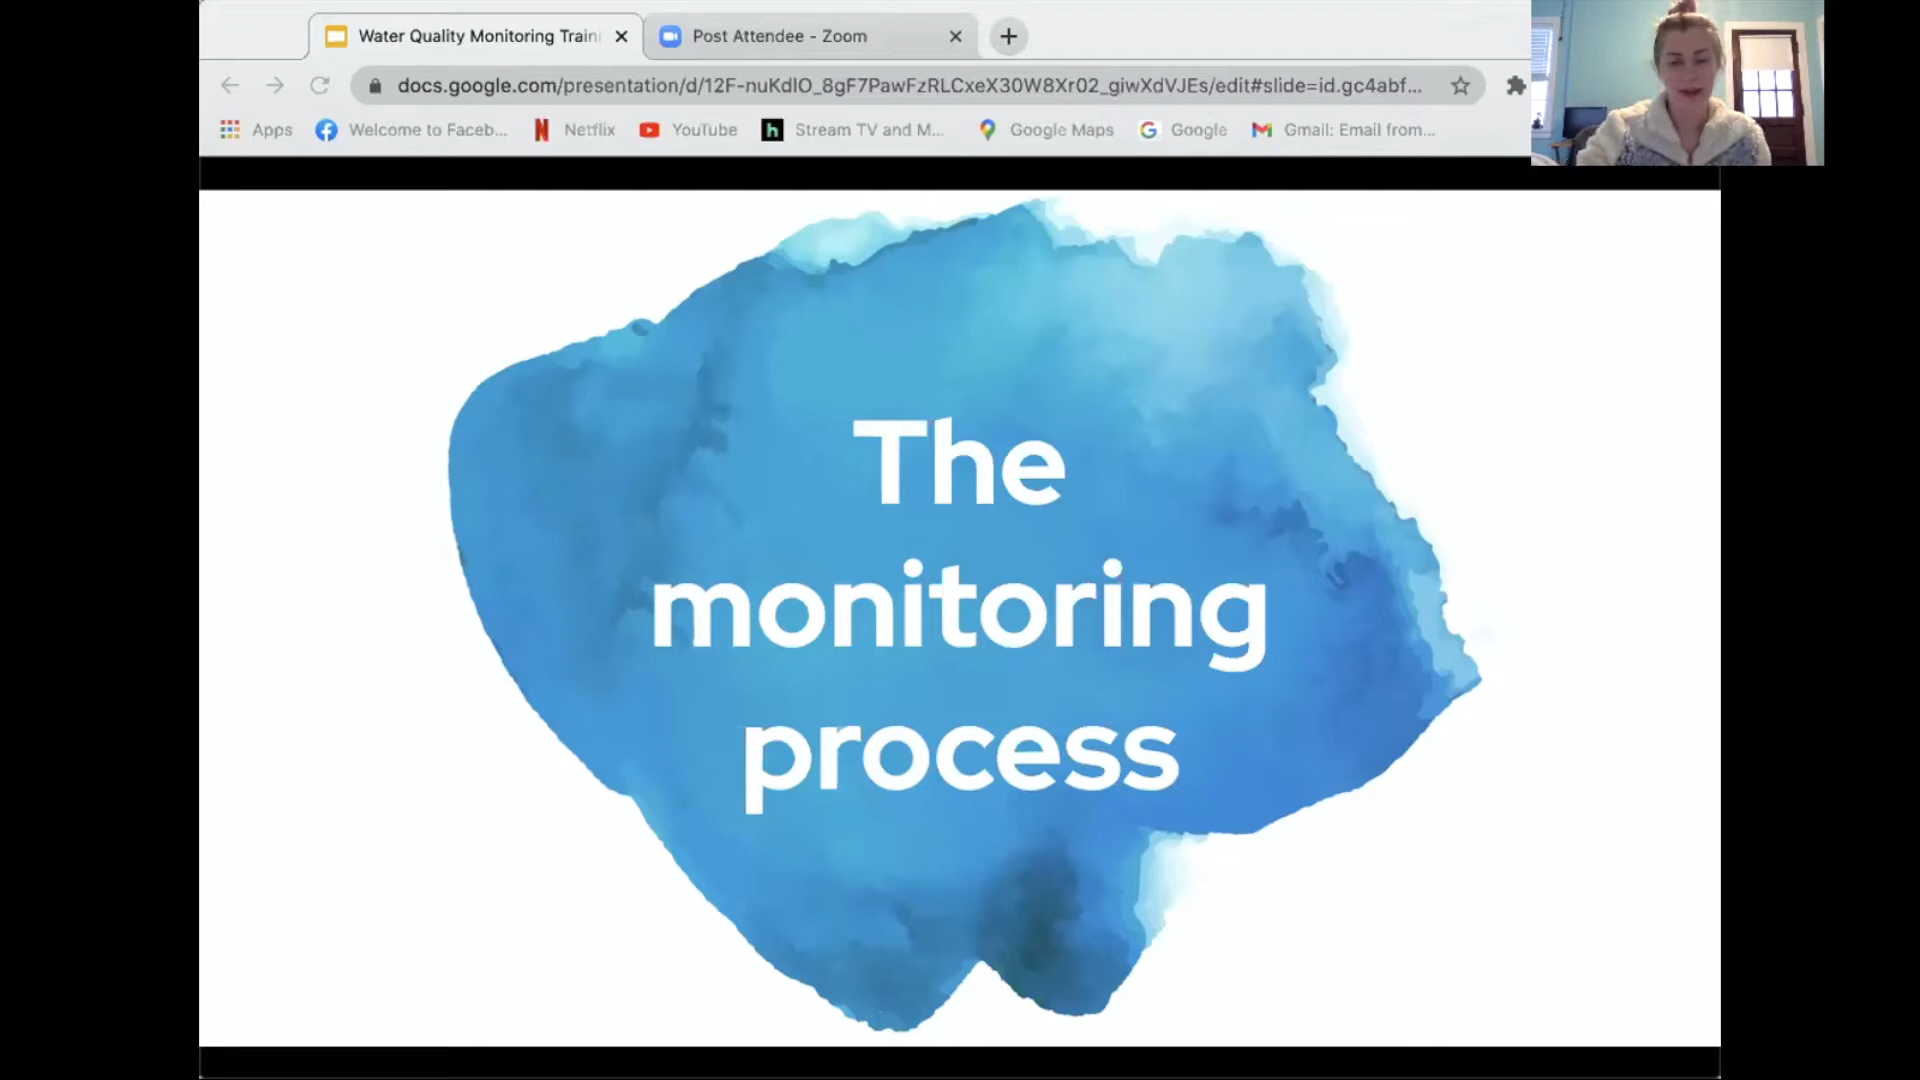 Water Quality Monitoring Traini
Post Attendee - Zoom
docs.google.com/presentation/d/12F-nuKdlO_8gF7PawFzRLCxeX30W8Xr02_giwXdVJEs/edit#slide=id.gc4abf...
Apps
Welcome to Faceb...
Netflix
YouTube
h
Stream TV and M...
Google Maps
Google
Gmail: Email from...
The
monitoring
process